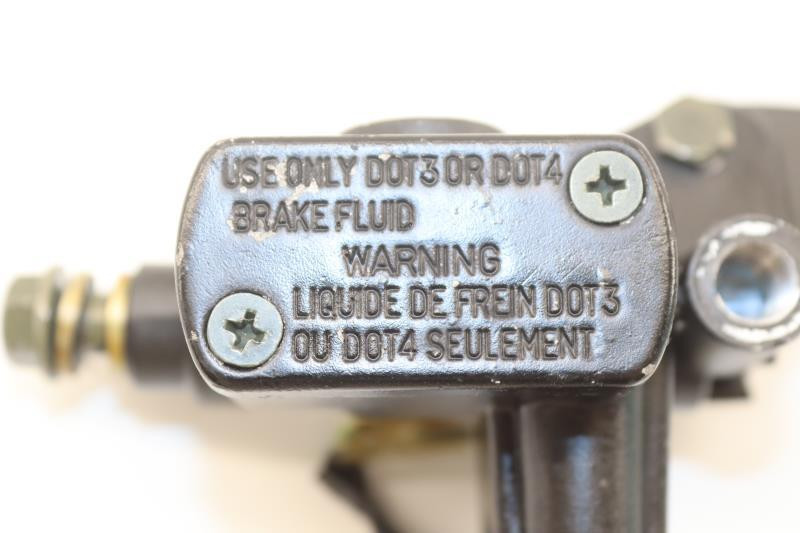 USE ONLY DOT3 OR DOT4
BRAKE FLUID
WARNING
LIQUIDE DE FREIN DOT3
OU DOT4 SEULEMENT